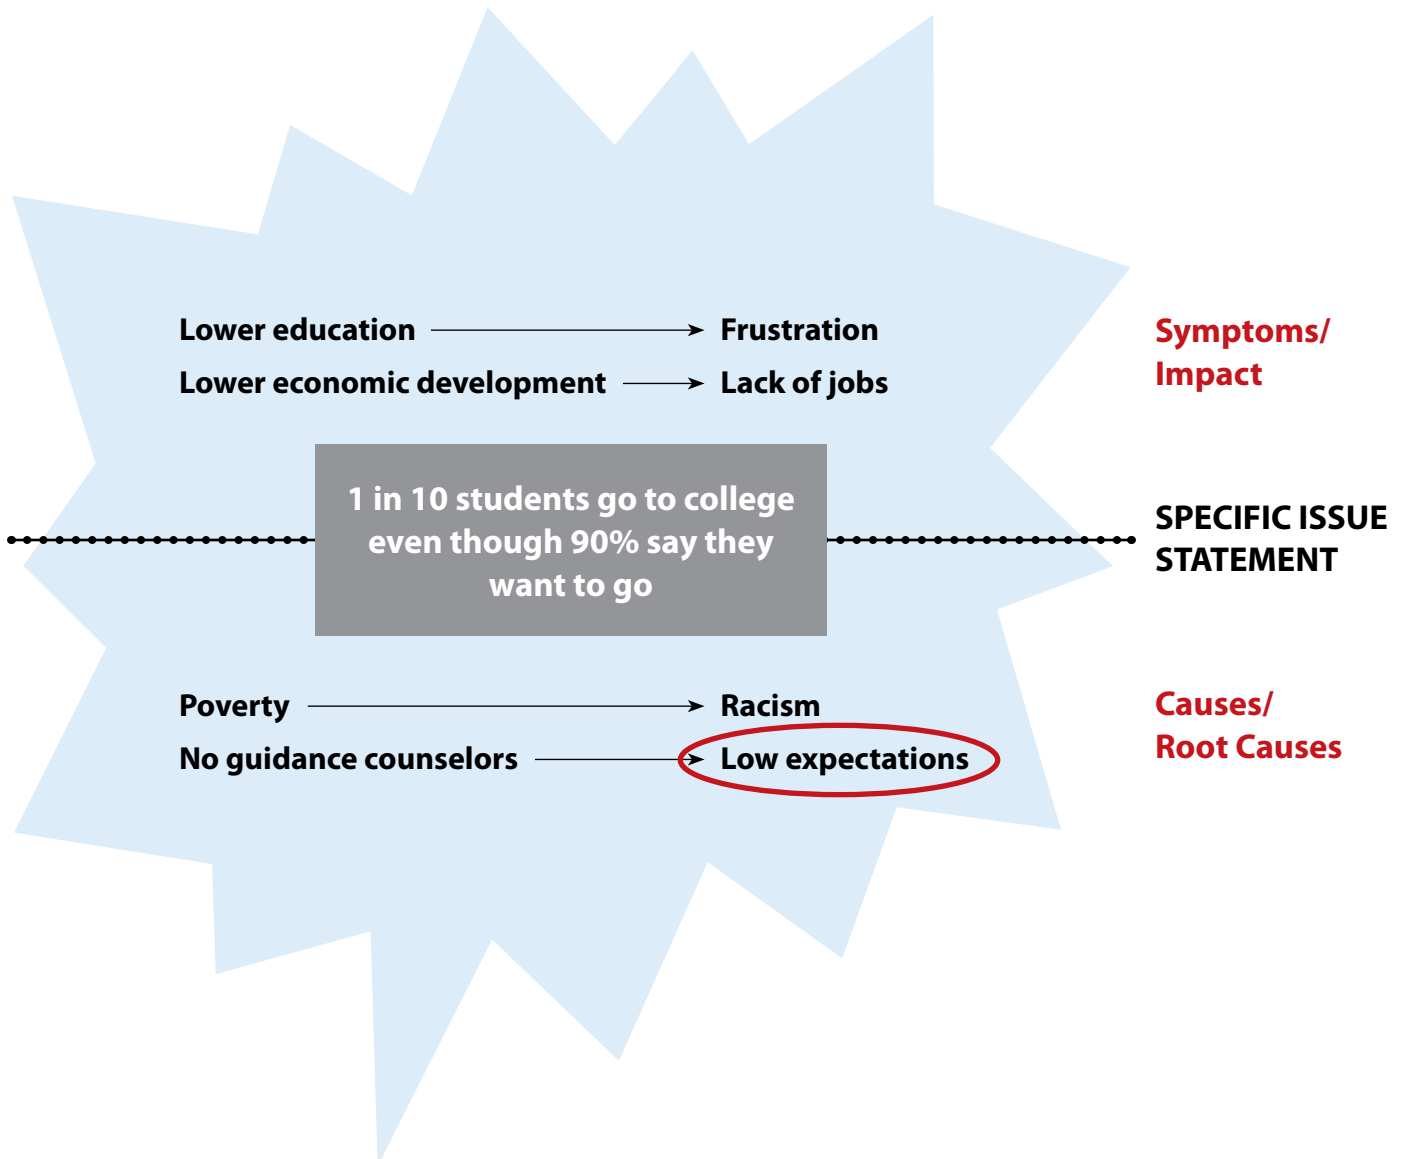 Lower education Frustration
Symptoms/
Impact
Lower economic development Lack of jobs
1 in 10 students go to college
even though 90% say they
want to go
SPECIFIC ISSUE
STATEMENT
Poverty Racism
Causes/
Root Causes
No guidance counselors Low expectations